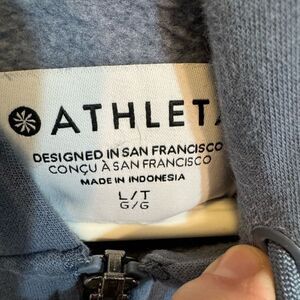 ATHLETA
DESIGNED IN SAN FRANCISCO
CONÇU À SAN FRANCISCO
MADE IN INDONESIA
L/T
G/G